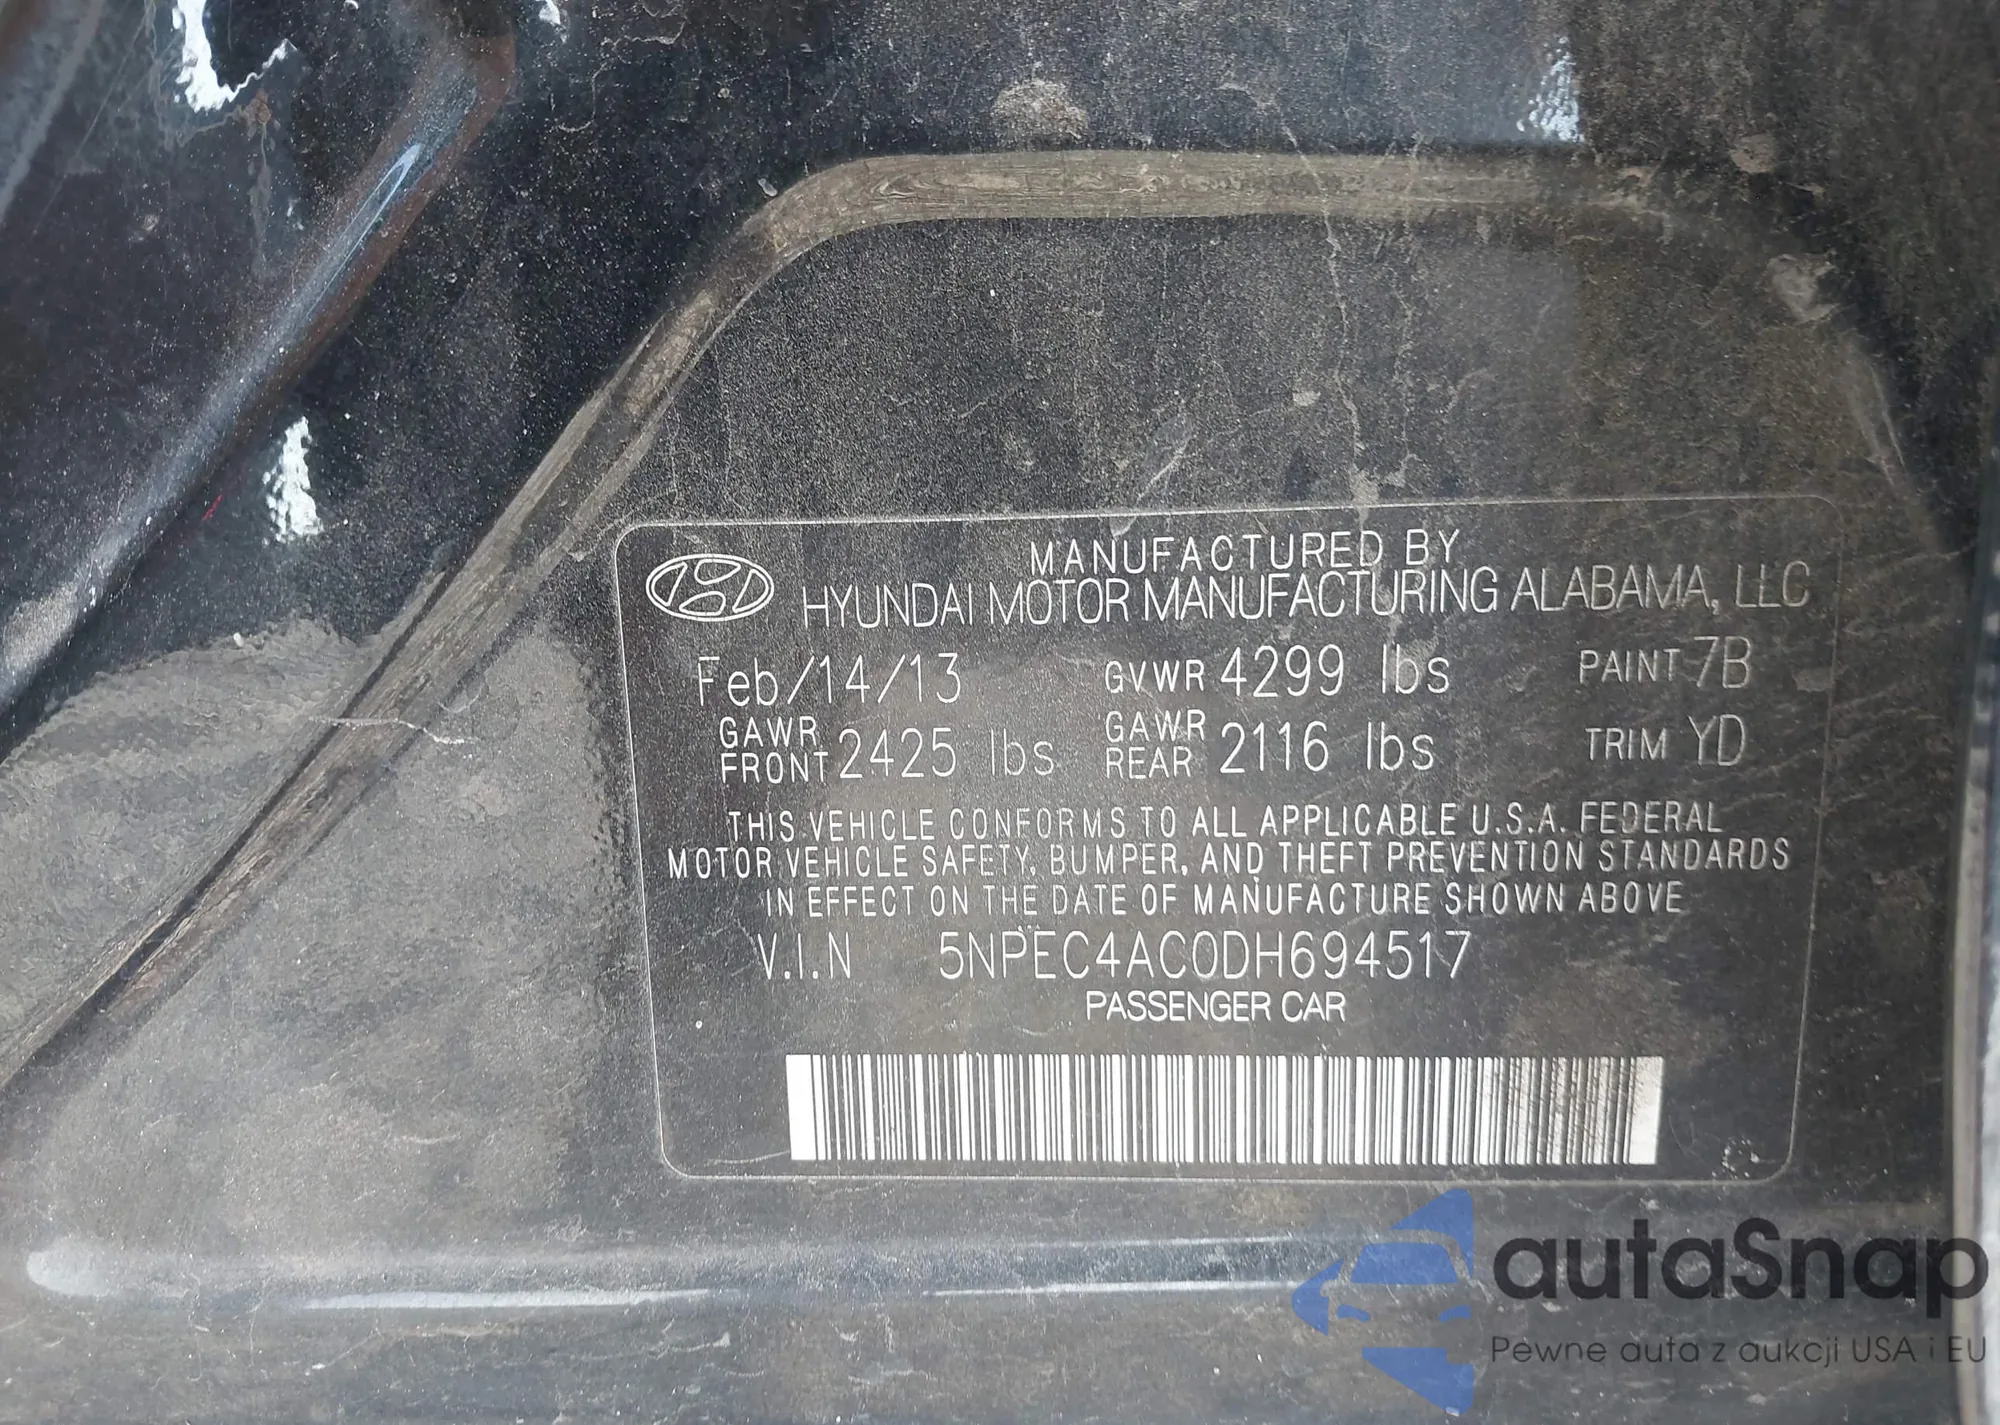 MANUFACTURED BY
HYUNDAI MOTOR MANUFACTURING ALABAMA, LLC
Feb/14/13 GVWR 4299 lbs PAINT 7B
GAWR FRONT 2425 lbs GAWR REAR 2116 lbs TRIM YD
THIS VEHICLE CONFORMS TO ALL APPLICABLE U.S.A. FEDERAL
MOTOR VEHICLE SAFETY, BUMPER, AND THEFT PREVENTION STANDARDS
IN EFFECT ON THE DATE OF MANUFACTURE SHOWN ABOVE
V.I.N 5NPEC4AC0DH694517
PASSENGER CAR
autaSnap
Pewne auta z aukcji USA i EU